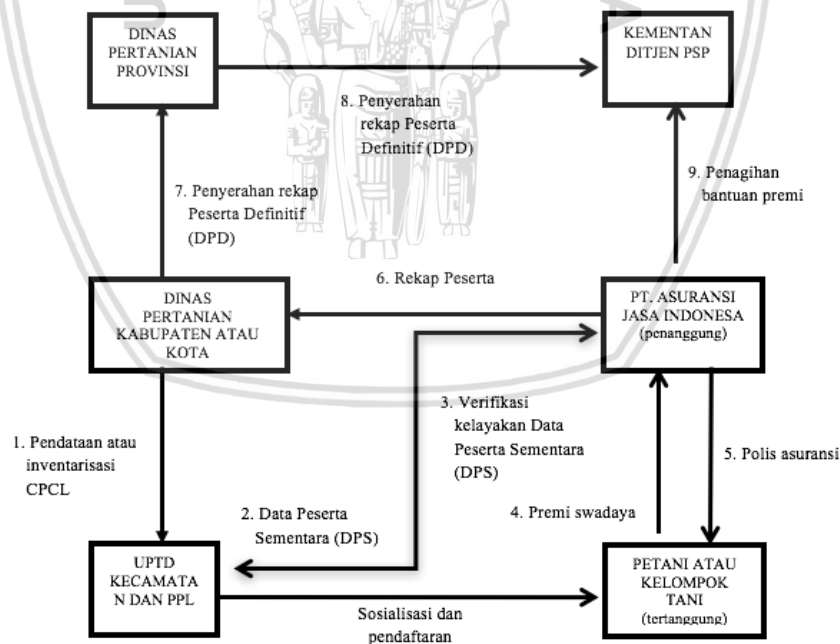 DINAS
PERTANIAN
PROVINSI
KEMENTAN
DITJEN PSP
8. Penyerahan
rekap Peserta
Definitif (DPD)
7. Penyerahan rekap
Peserta Definitif
(DPD)
9. Penagihan
bantuan premi
6. Rekap Peserta
DINAS
PERTANIAN
KABUPATEN ATAU
KOTA
PT. ASURANSI
JASA INDONESA
(penanggung)
1. Pendataan atau
inventarisasi
CPCL
3. Verifikasi
kelayakan Data
Peserta Sementara
(DPS)
5. Polis asuransi
2. Data Peserta
Sementara (DPS)
4. Premi swadaya
UPTD
KECAMATA
N DAN PPL
PETANI ATAU
KELOMPOK
TANI
(tertanggung)
Sosialisasi dan
pendaftaran